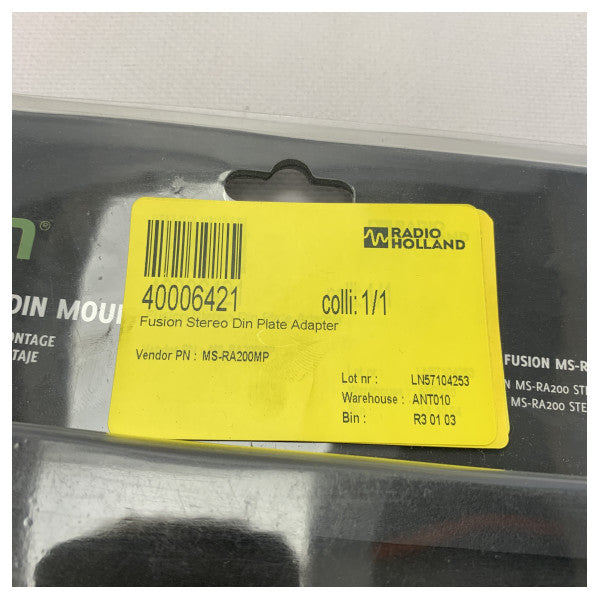 n®
DIN MOU
ONTAGE
TAJE
RADIO
HOLLAND
40006421 colli: 1/1
Fusion Stereo Din Plate Adapter
Vendor PN : MS-RA200MP
Lot nr : LN57104253
Warehouse : ANT010
Bin : R3 01 03
FUSION MS-R
N MS-RA200 STE
MS-RA200 STE